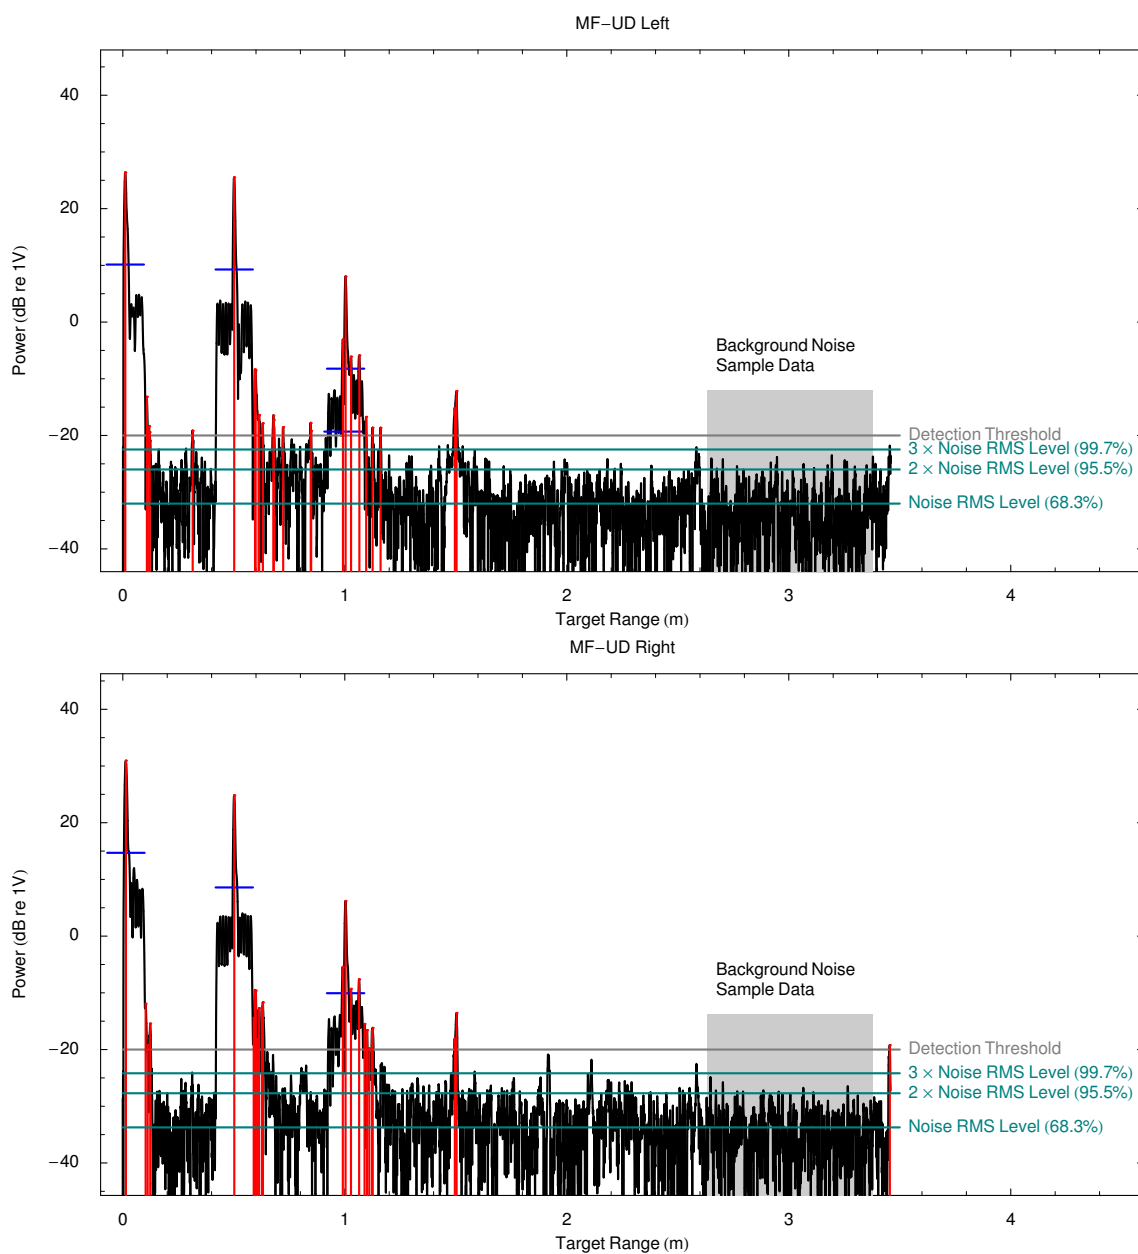 MF−UD Left
40
20
0
−20
−40
Power (dB re 1V)
Background Noise
Sample Data
Detection Threshold
3 × Noise RMS Level (99.7%)
2 × Noise RMS Level (95.5%)
Noise RMS Level (68.3%)
0 1 2 3 4
Target Range (m)
MF−UD Right
40
20
0
−20
−40
Power (dB re 1V)
Background Noise
Sample Data
Detection Threshold
3 × Noise RMS Level (99.7%)
2 × Noise RMS Level (95.5%)
Noise RMS Level (68.3%)
0 1 2 3 4
Target Range (m)